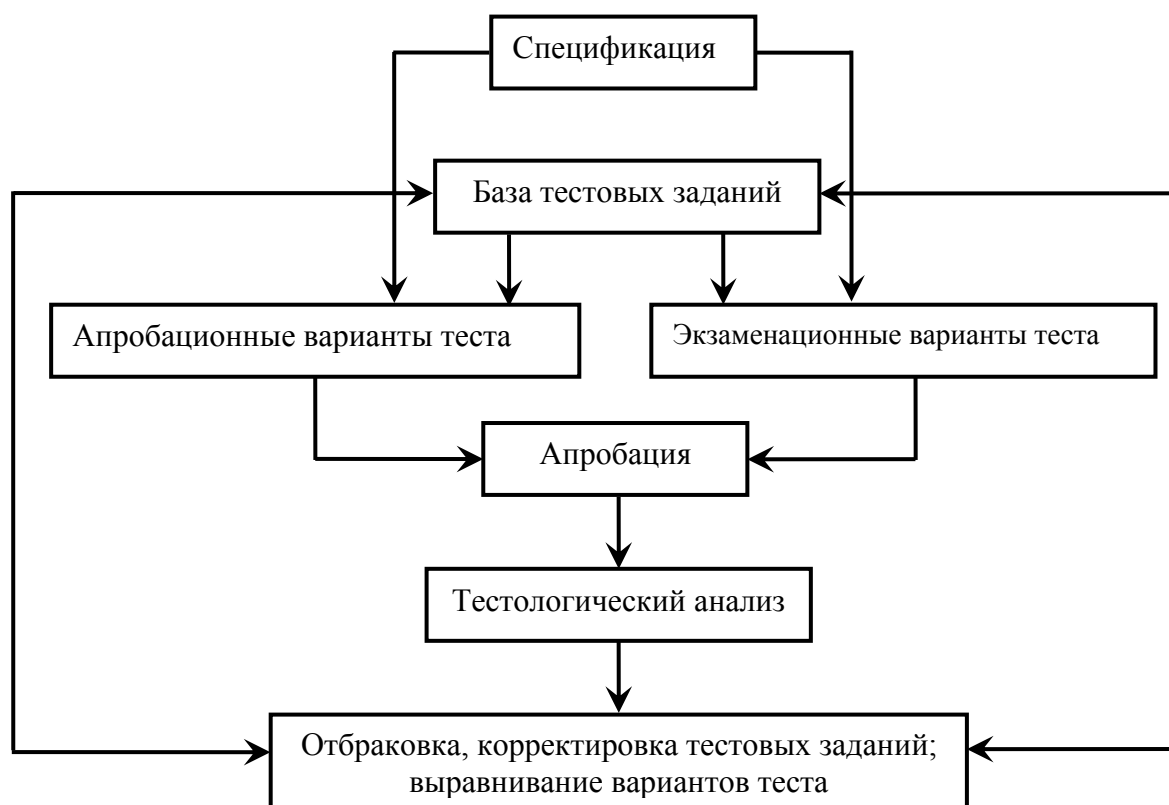 Спецификация
База тестовых заданий
Апробационные варианты теста
Экзаменационные варианты теста
Апробация
Тестологический анализ
Отбраковка, корректировка тестовых заданий;
выравнивание вариантов теста